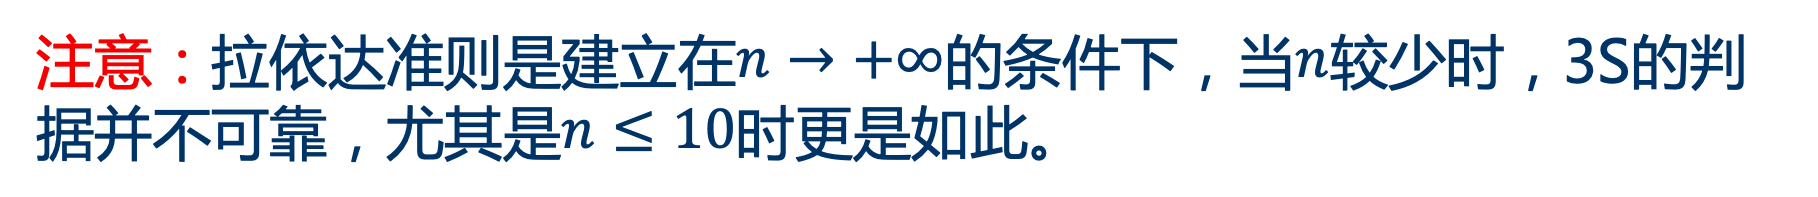 注意：拉依达准则是建立在n → +∞的条件下，当n较少时，3S的判
据并不可靠，尤其是n ≤ 10时更是如此。